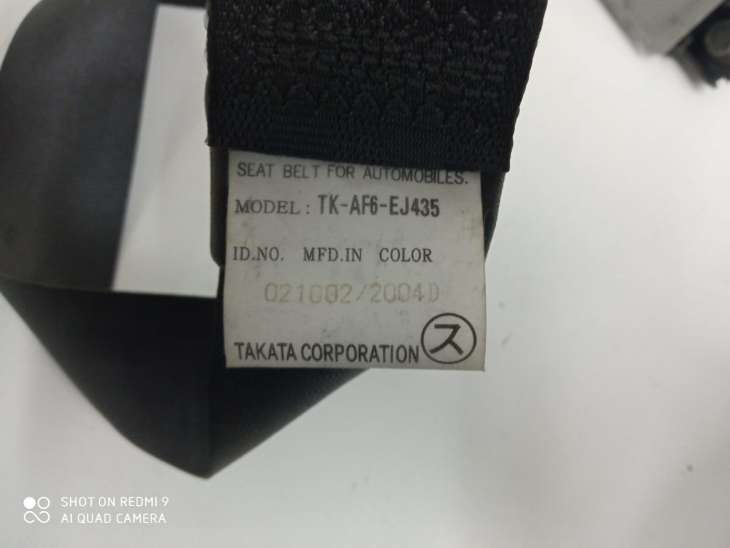 SEAT BELT FOR AUTOMOBILES.
MODEL: TK-AF6-EJ435
ID.NO. MFD.IN COLOR
021002/2004D
TAKATA CORPORATION ス
SHOT ON REDMI 9
AI QUAD CAMERA